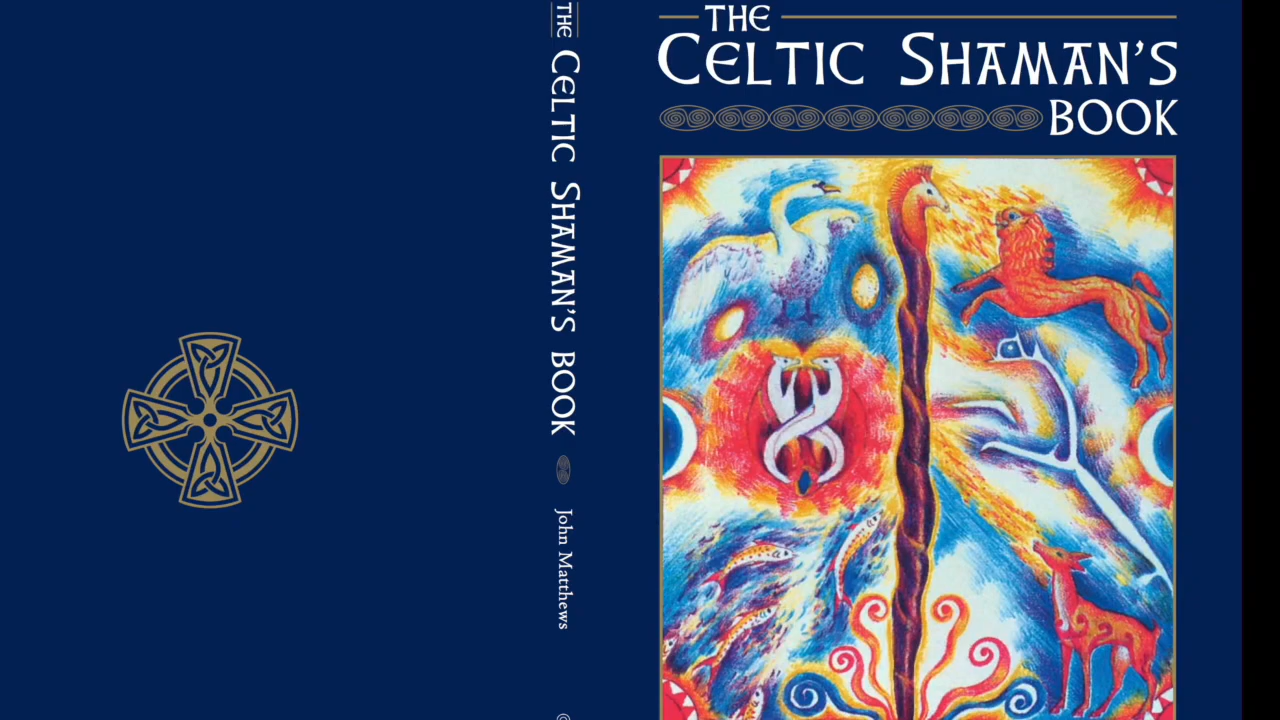 THE
CELTIC SHAMAN'S
BOOK
THE CELTIC SHAMAN'S BOOK
John Matthews